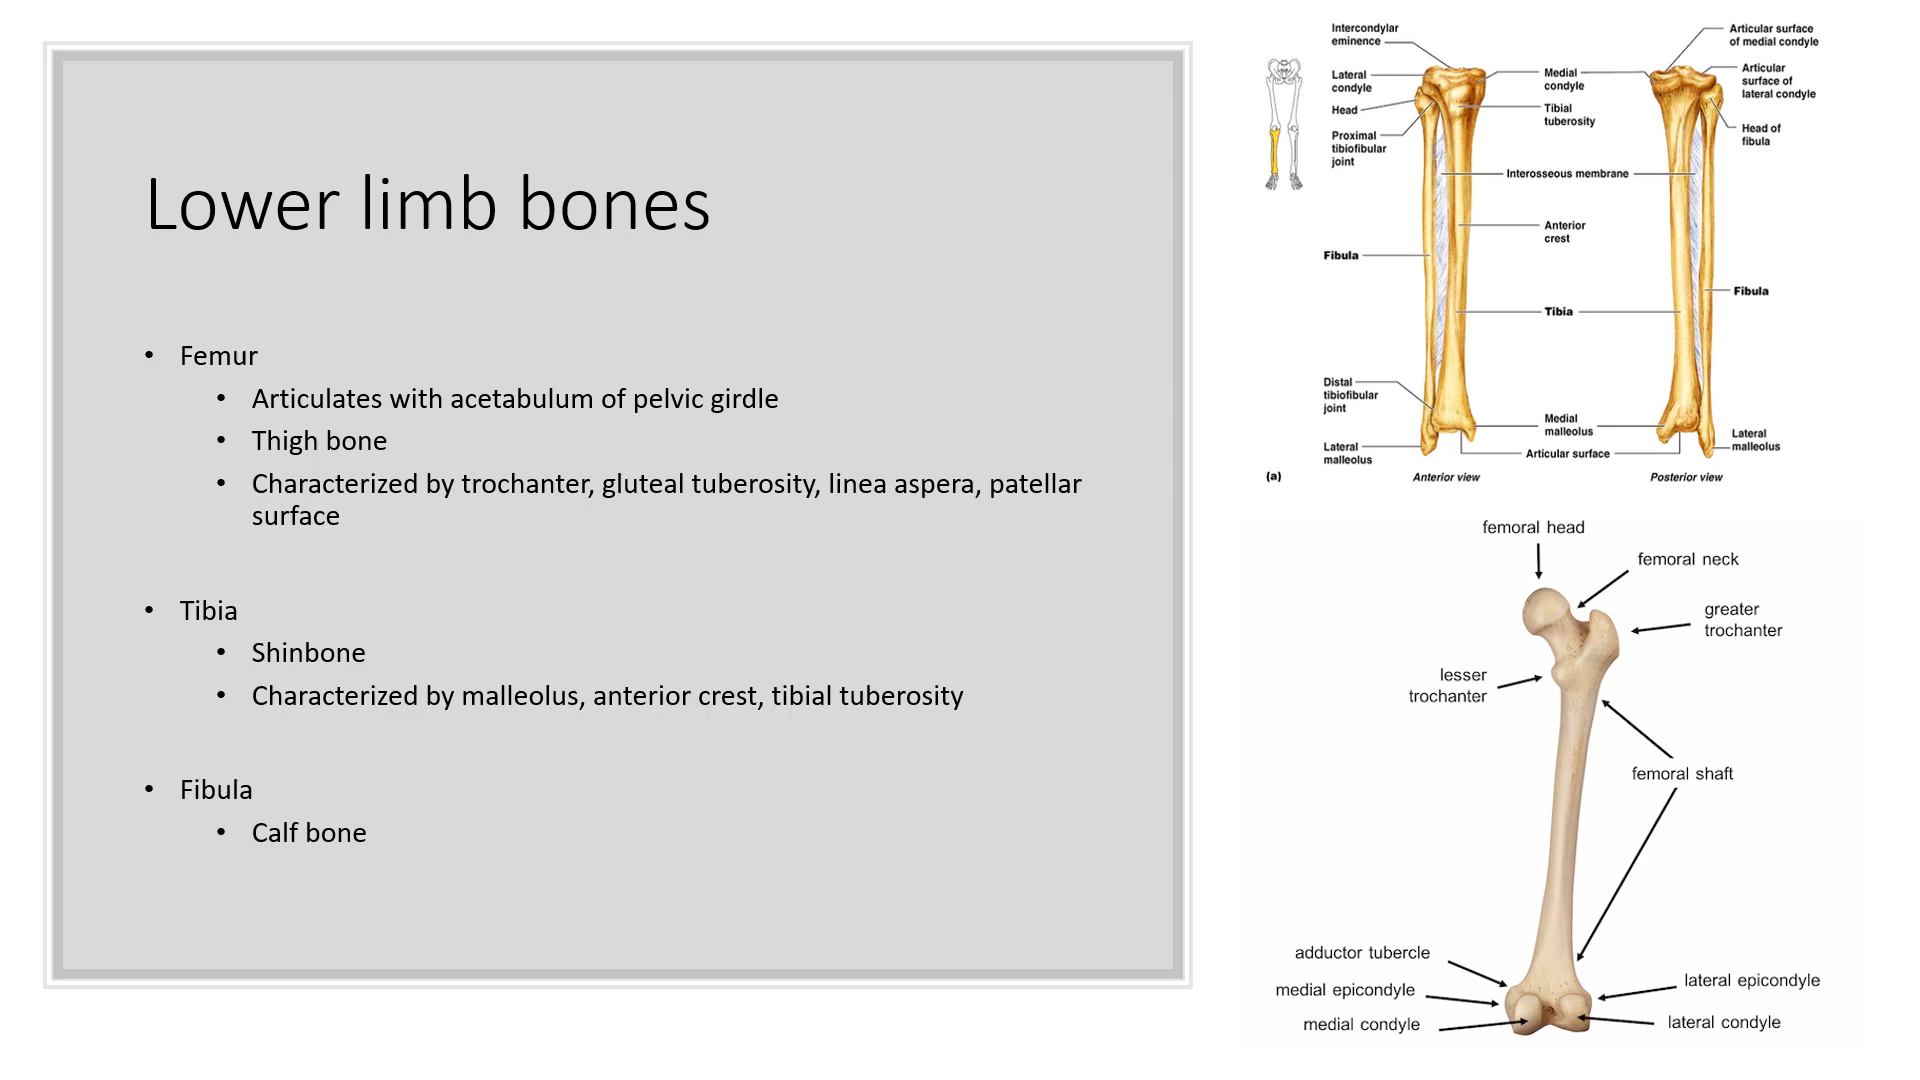 Lower limb bones
• Femur
• Articulates with acetabulum of pelvic girdle
• Thigh bone
• Characterized by trochanter, gluteal tuberosity, linea aspera, patellar
surface
• Tibia
• Shinbone
• Characterized by malleolus, anterior crest, tibial tuberosity
• Fibula
• Calf bone
Intercondylar
eminence
Lateral
condyle
Head
Proximal
tibiofibular
joint
Medial
condyle
Tibial
tuberosity
Interosseous membrane
Anterior
crest
Fibula
Tibia
Distal
tibiofibular
joint
Medial
malleolus
Lateral
malleolus
Articular surface
Articular surface
of medial condyle
Articular
surface of
lateral condyle
Head of
fibula
Fibula
Lateral
malleolus
(a)
Anterior view
Posterior view
femoral head
femoral neck
greater
trochanter
lesser
trochanter
femoral shaft
adductor tubercle
medial epicondyle
medial condyle
lateral epicondyle
lateral condyle